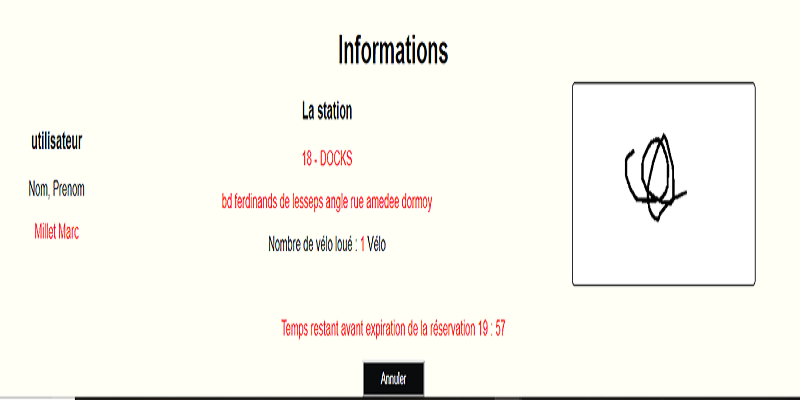 Informations
utilisateur
Nom, Prenom
Millet Marc
La station
18 - DOCKS
bd ferdinands de lesseps angle rue amedee dormoy
Nombre de vélo loué : 1 Vélo
Temps restant avant expiration de la réservation 19 : 57
Annuler